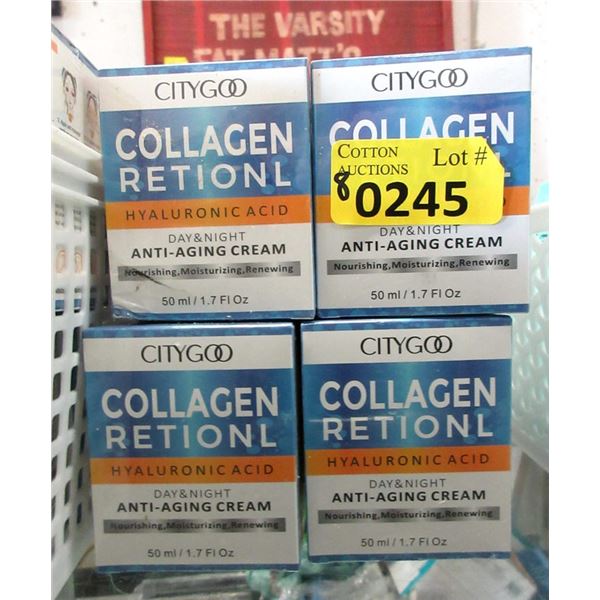 THE VARSITY
FAT MATT'S
CITYGOO
COLLAGEN
RETIONL
HYALURONIC ACID
DAY&NIGHT
ANTI-AGING CREAM
Nourishing,Moisturizing,Renewing
50 ml / 1.7 Fl Oz
CITYGOO
COLLAGEN
NL
COTTON
AUCTIONS
Lot #
8
0245
DAY&NIGHT
ANTI-AGING CREAM
Nourishing,Moisturizing,Renewing
50 ml / 1.7 Fl Oz
CITYGOO
COLLAGEN
RETIONL
HYALURONIC ACID
DAY&NIGHT
ANTI-AGING CREAM
Nourishing,Moisturizing,Renewing
50 ml / 1.7 Fl Oz
CITYGOO
COLLAGEN
RETIONL
HYALURONIC ACID
DAY&NIGHT
ANTI-AGING CREAM
Nourishing,Moisturizing,Renewing
50 ml / 1.7 Fl Oz